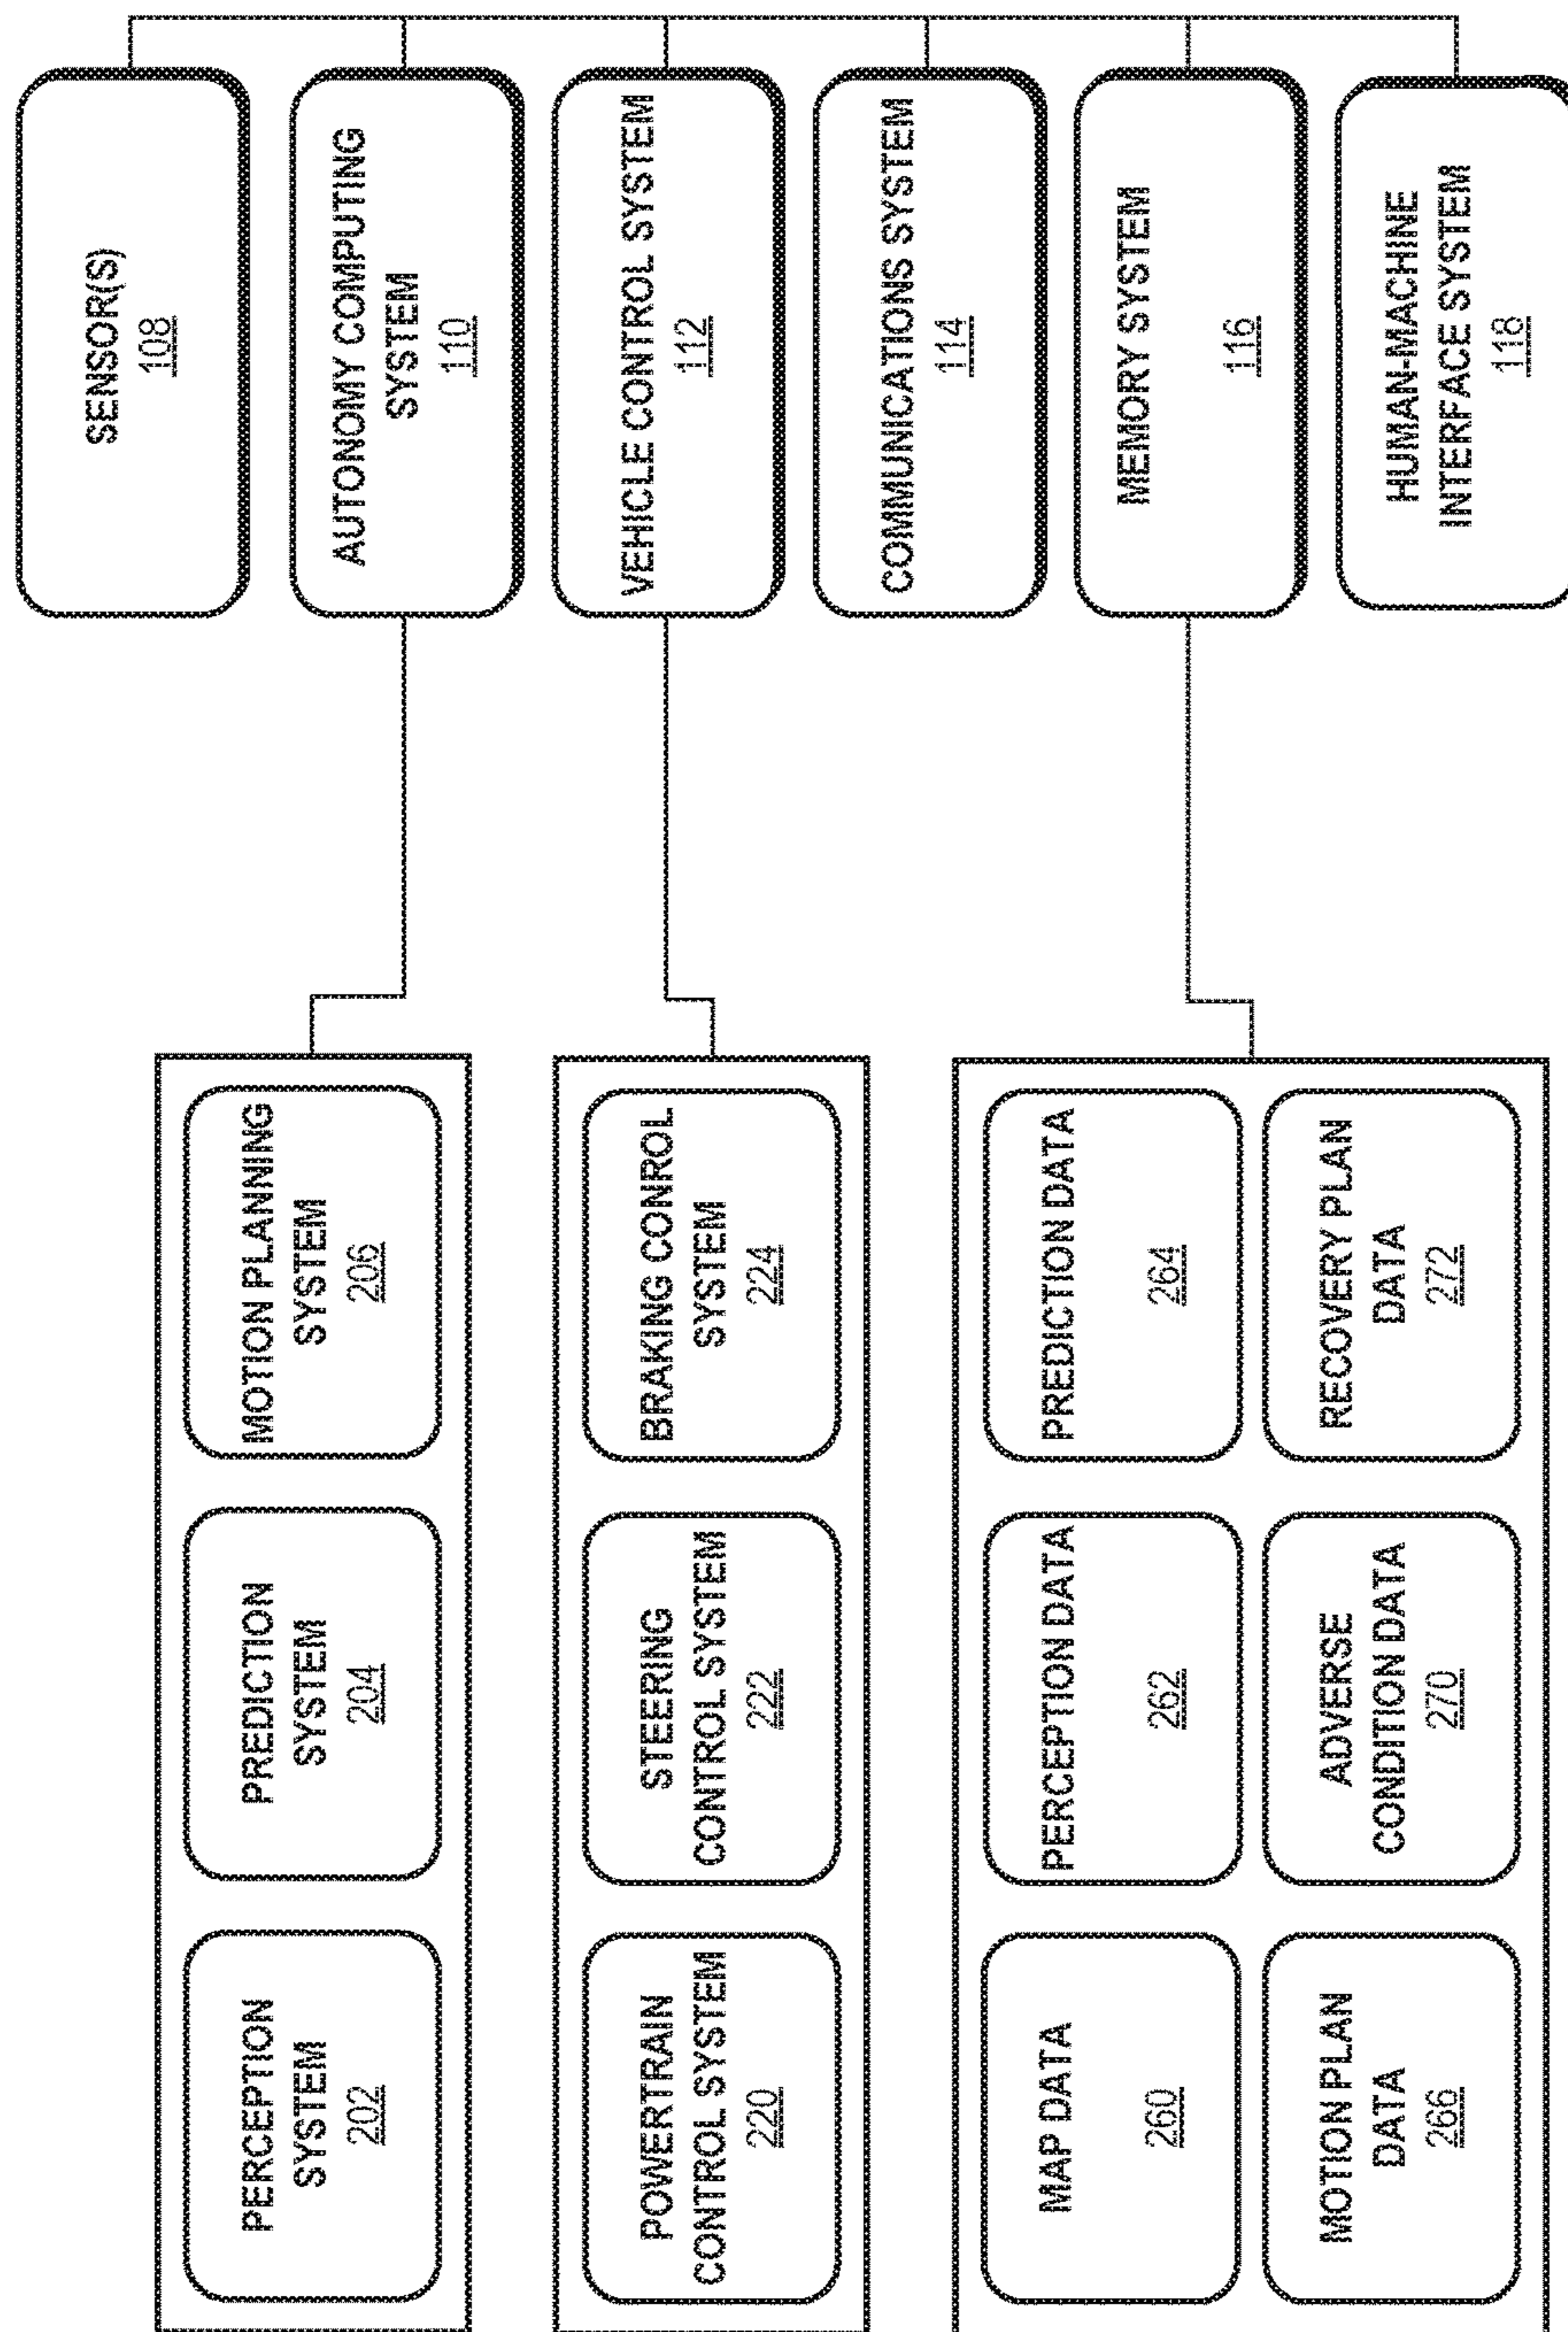 SENSOR(S)
108
AUTONOMY COMPUTING
SYSTEM
110
VEHICLE CONTROL SYSTEM
112
COMMUNICATIONS SYSTEM
114
MEMORY SYSTEM
116
HUMAN-MACHINE
INTERFACE SYSTEM
118
PERCEPTION
SYSTEM
202
PREDICTION
SYSTEM
204
MOTION PLANNING
SYSTEM
206
POWERTRAIN
CONTROL SYSTEM
220
STEERING
CONTROL SYSTEM
222
BRAKING CONROL
SYSTEM
224
MAP DATA
260
PERCEPTION DATA
262
PREDICTION DATA
264
MOTION PLAN
DATA
266
ADVERSE
CONDITION DATA
270
RECOVERY PLAN
DATA
272